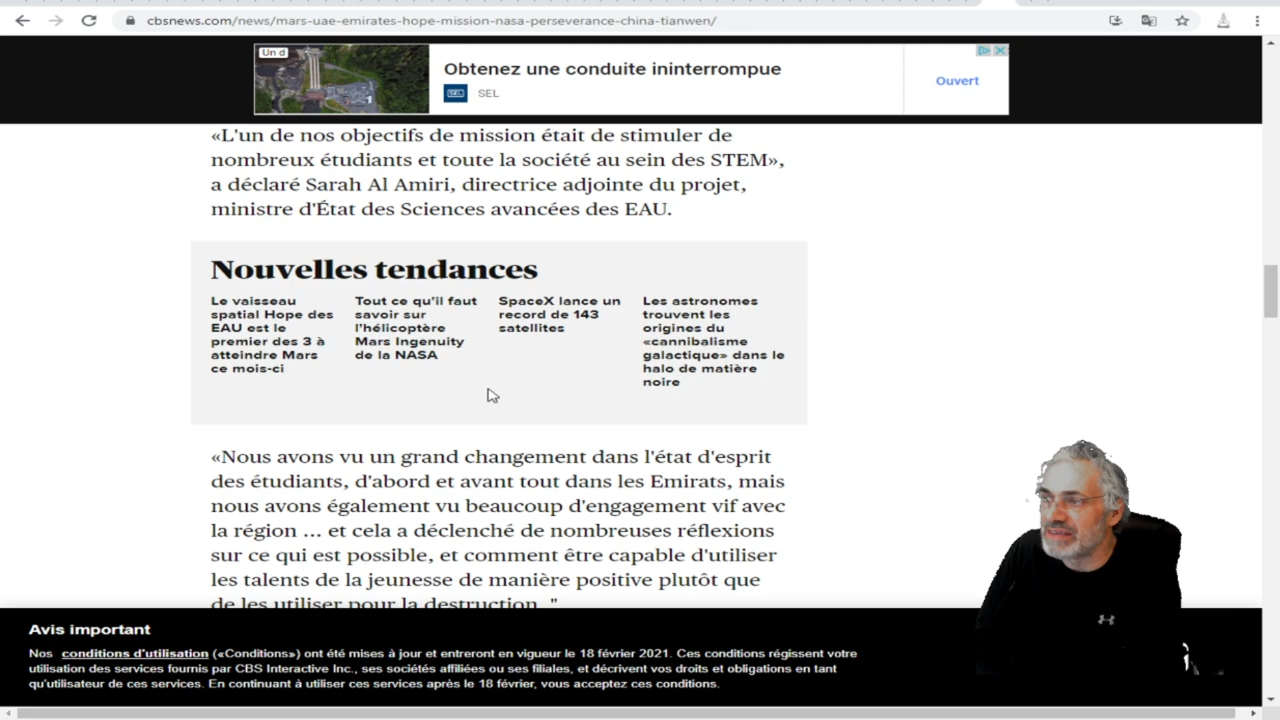 cbsnews.com/news/mars-uae-emirates-hope-mission-nasa-perseverance-china-tianwen/
Un d
Obtenez une conduite ininterrompue
SEL
SEL
Ouvert
«L'un de nos objectifs de mission était de stimuler de
nombreux étudiants et toute la société au sein des STEM»,
a déclaré Sarah Al Amiri, directrice adjointe du projet,
ministre d'État des Sciences avancées des EAU.
Nouvelles tendances
Le vaisseau
spatial Hope des
EAU est le
premier des 3 à
atteindre Mars
ce mois-ci
Tout ce qu'il faut
savoir sur
l'hélicoptère
Mars Ingenuity
de la NASA
SpaceX lance un
record de 143
satellites
Les astronomes
trouvent les
origines du
«cannibalisme
galactique» dans le
halo de matière
noire
«Nous avons vu un grand changement dans l'état d'esprit
des étudiants, d'abord et avant tout dans les Emirats, mais
nous avons également vu beaucoup d'engagement vif avec
la région ... et cela a déclenché de nombreuses réflexions
sur ce qui est possible, et comment être capable d'utiliser
les talents de la jeunesse de manière positive plutôt que
de les utiliser pour la destruction. "
Avis important
Nos conditions d'utilisation («Conditions») ont été mises à jour et entreront en vigueur le 18 février 2021. Ces conditions régissent votre
utilisation des services fournis par CBS Interactive Inc., ses sociétés affiliées ou ses filiales, et décrivent vos droits et obligations en tant
qu'utilisateur de ces services. En continuant à utiliser ces services après le 18 février, vous acceptez ces conditions.